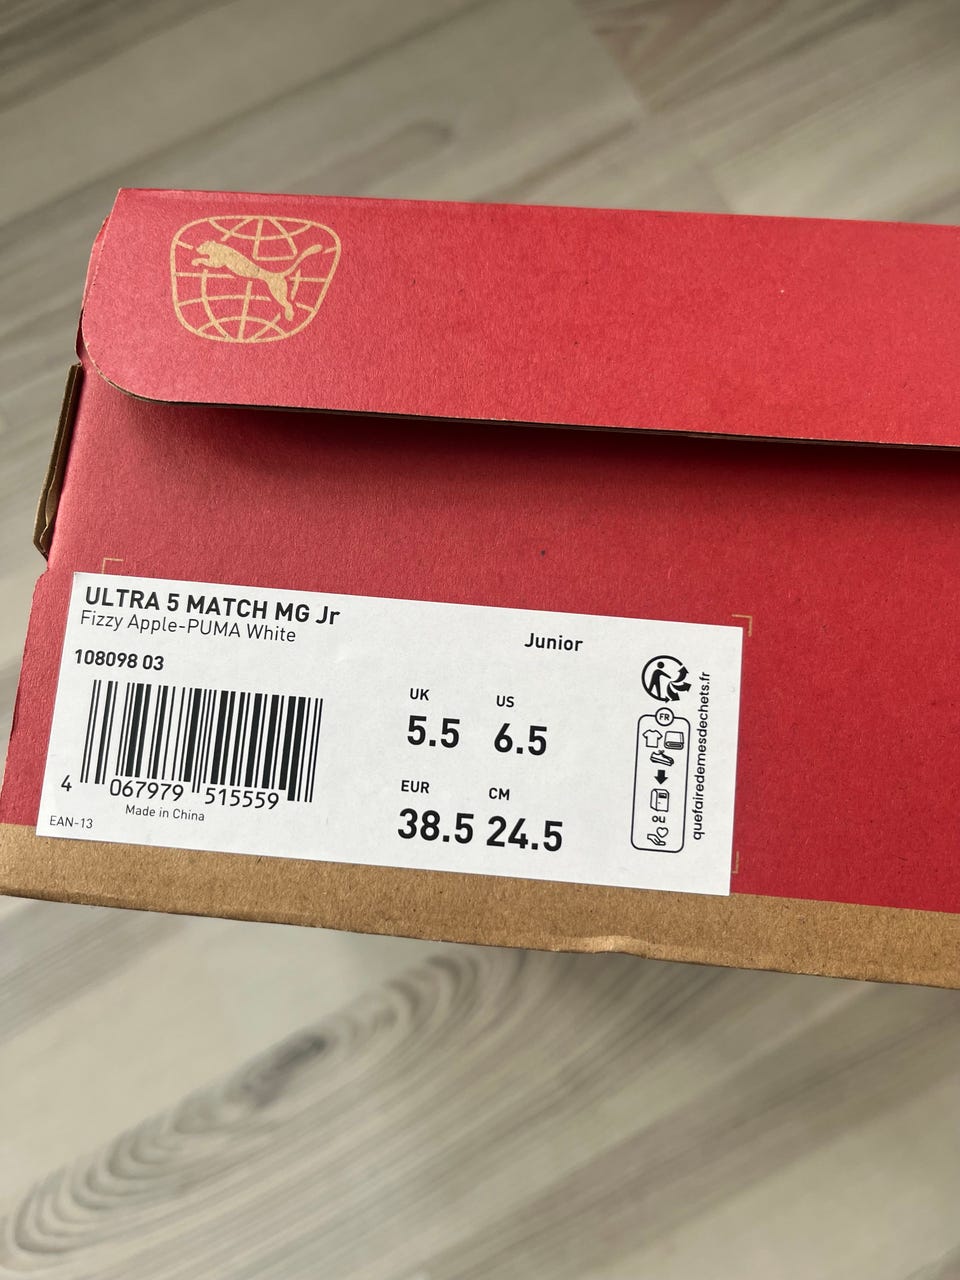 ULTRA 5 MATCH MG Jr
Fizzy Apple-PUMA White
Junior
108098 03
UK US
5.5 6.5
EUR CM
38.5 24.5
4 067979 515559
Made in China
EAN-13
FR
quefairedemesdechets.fr